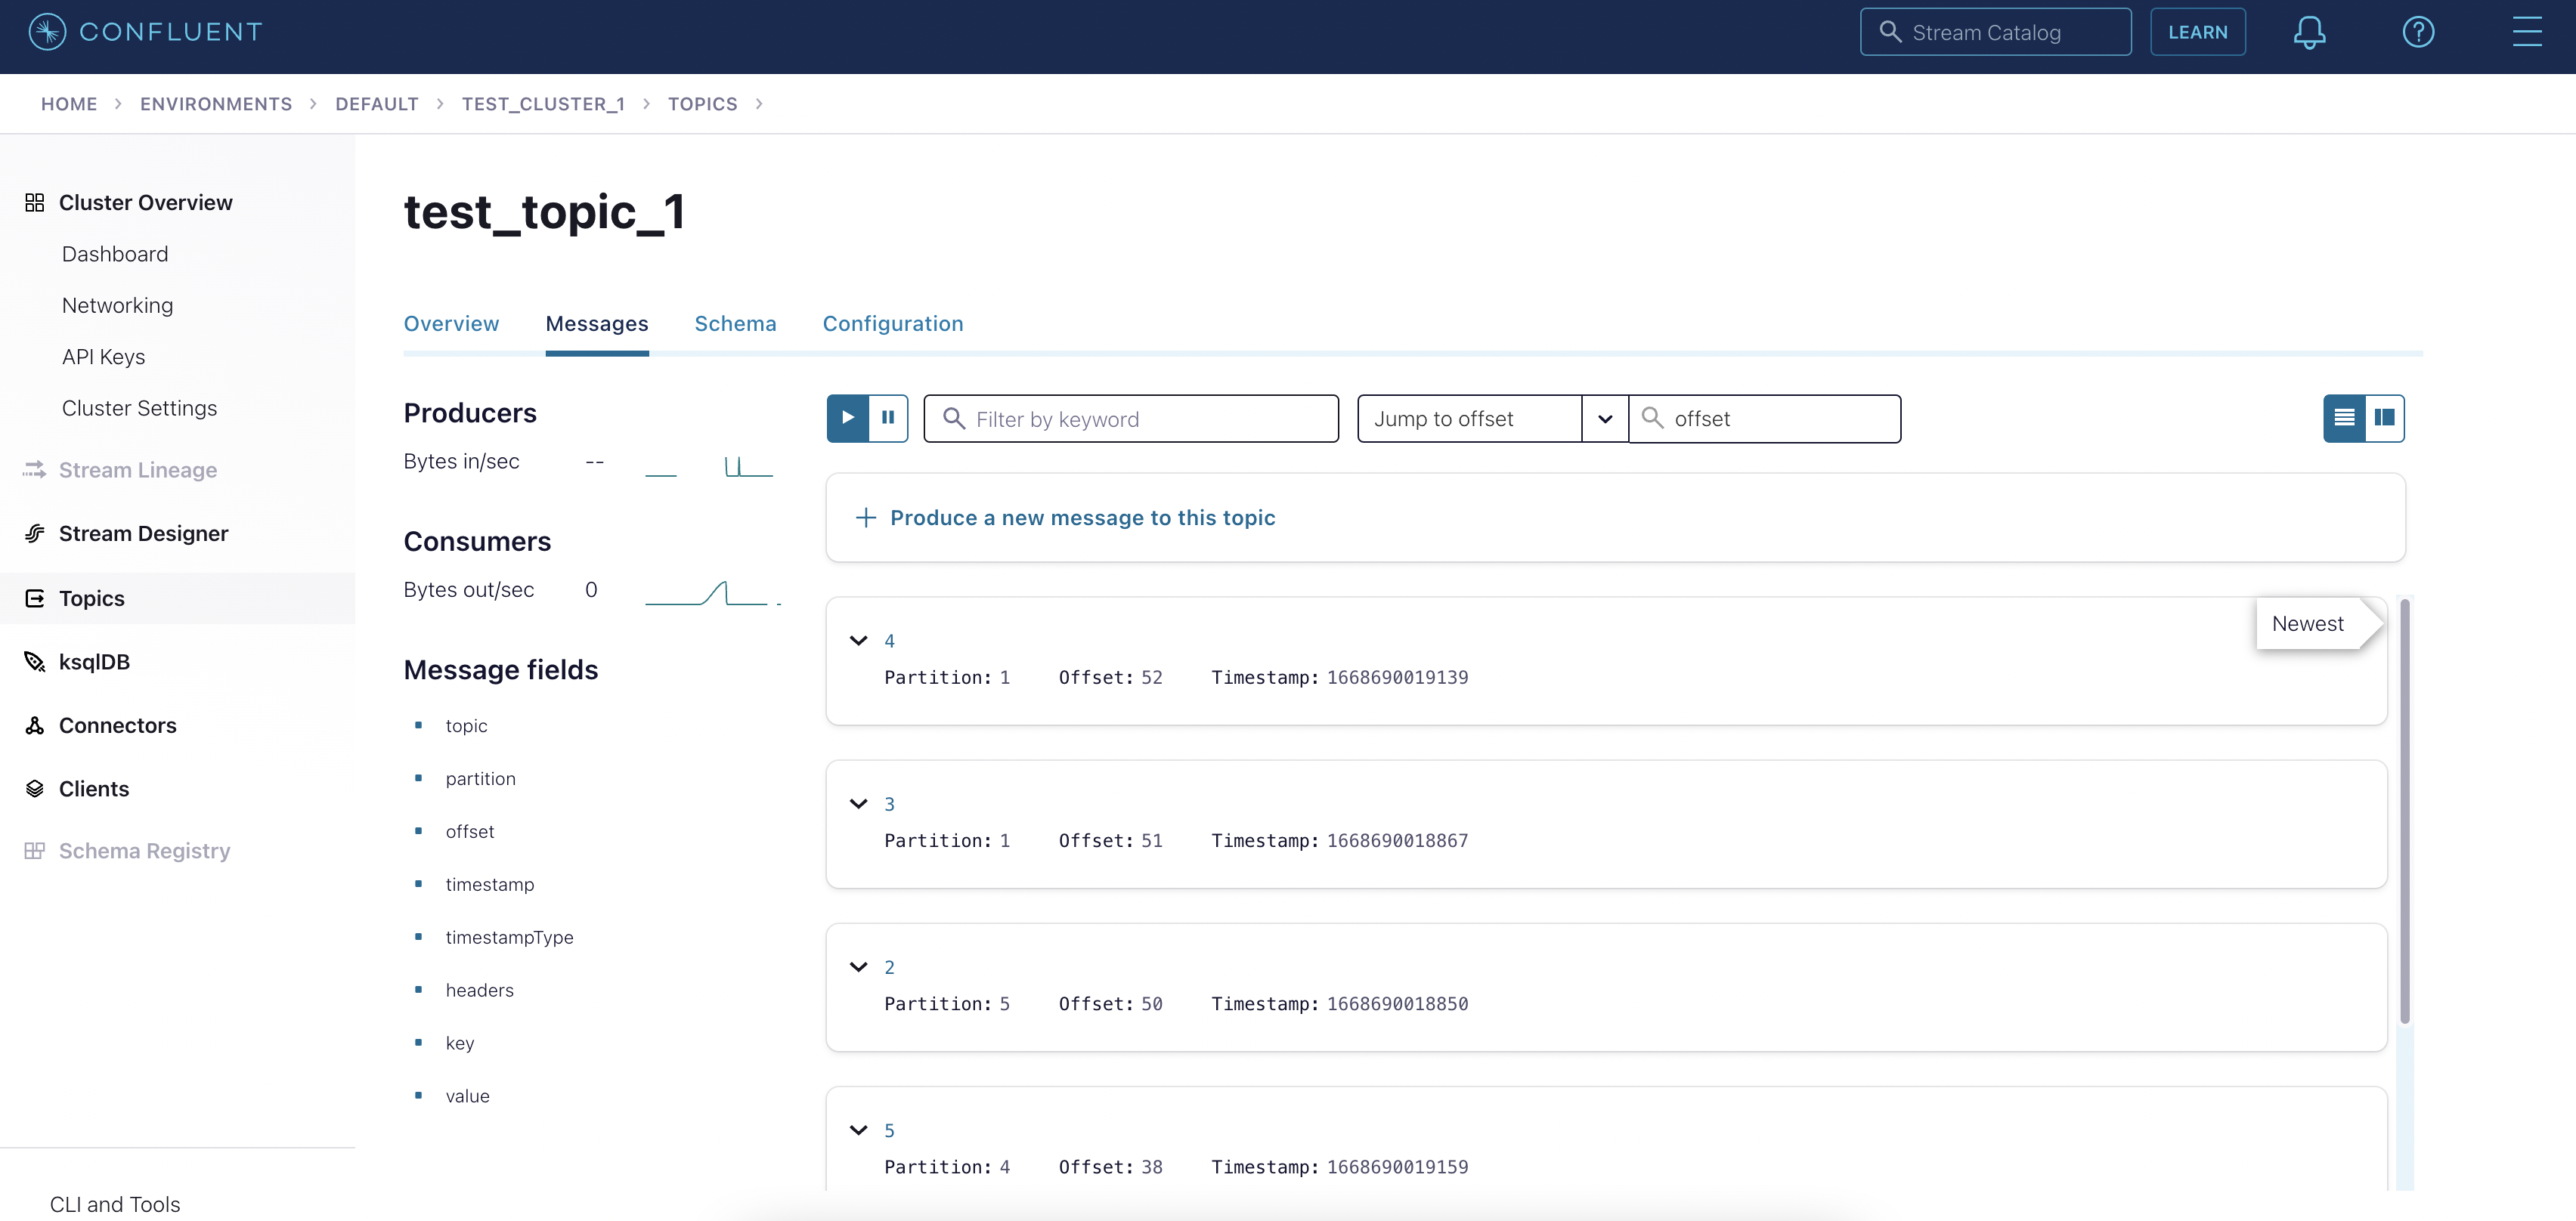 CONFLUENT
Stream Catalog
LEARN
HOME > ENVIRONMENTS > DEFAULT > TEST_CLUSTER_1 > TOPICS >
Cluster Overview
Dashboard
Networking
API Keys
Cluster Settings
Stream Lineage
Stream Designer
Topics
ksqlDB
Connectors
Clients
Schema Registry
CLI and Tools
test_topic_1
Overview Messages Schema Configuration
Producers
Bytes in/sec --
Consumers
Bytes out/sec 0
Message fields
topic
partition
offset
timestamp
timestampType
headers
key
value
Filter by keyword
Jump to offset
offset
+ Produce a new message to this topic
Newest
4
Partition: 1 Offset: 52 Timestamp: 1668690019139
3
Partition: 1 Offset: 51 Timestamp: 1668690018867
2
Partition: 5 Offset: 50 Timestamp: 1668690018850
5
Partition: 4 Offset: 38 Timestamp: 1668690019159